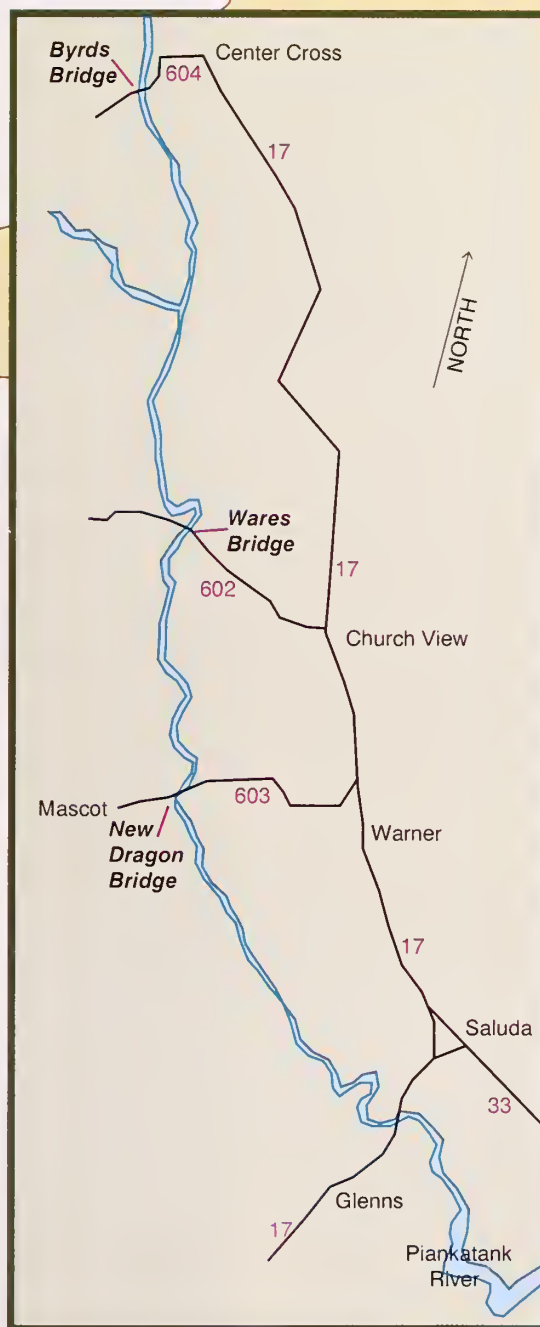 Byrds
Bridge
Center Cross
604
17
NORTH
Wares
Bridge
17
602
Church View
603
Mascot
New
Dragon
Bridge
Warner
17
Saluda
33
Glenns
17
Piankatank
River